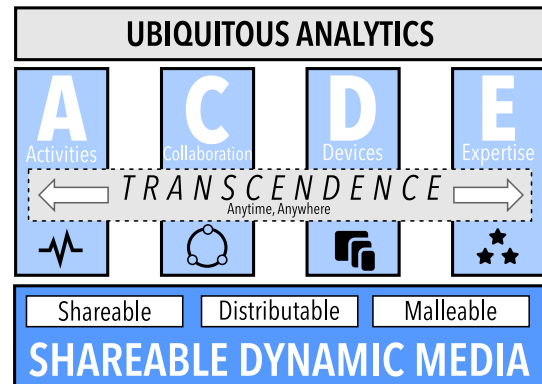 UBIQUITOUS ANALYTICS
A C D E
Activities Collaboration Devices Expertise
TRANSCENDENCE
Anytime, Anywhere
Shareable Distributable Malleable
SHAREABLE DYNAMIC MEDIA